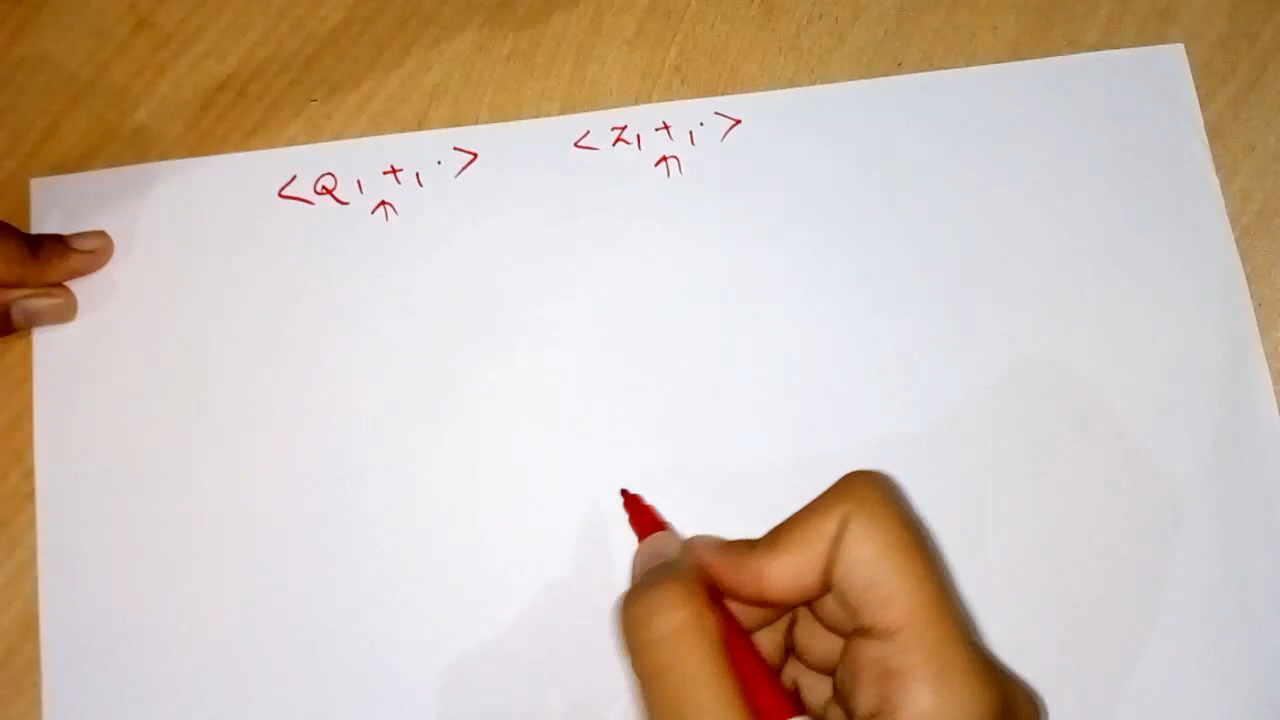 <Q, +, ·> <Z, +, ·>